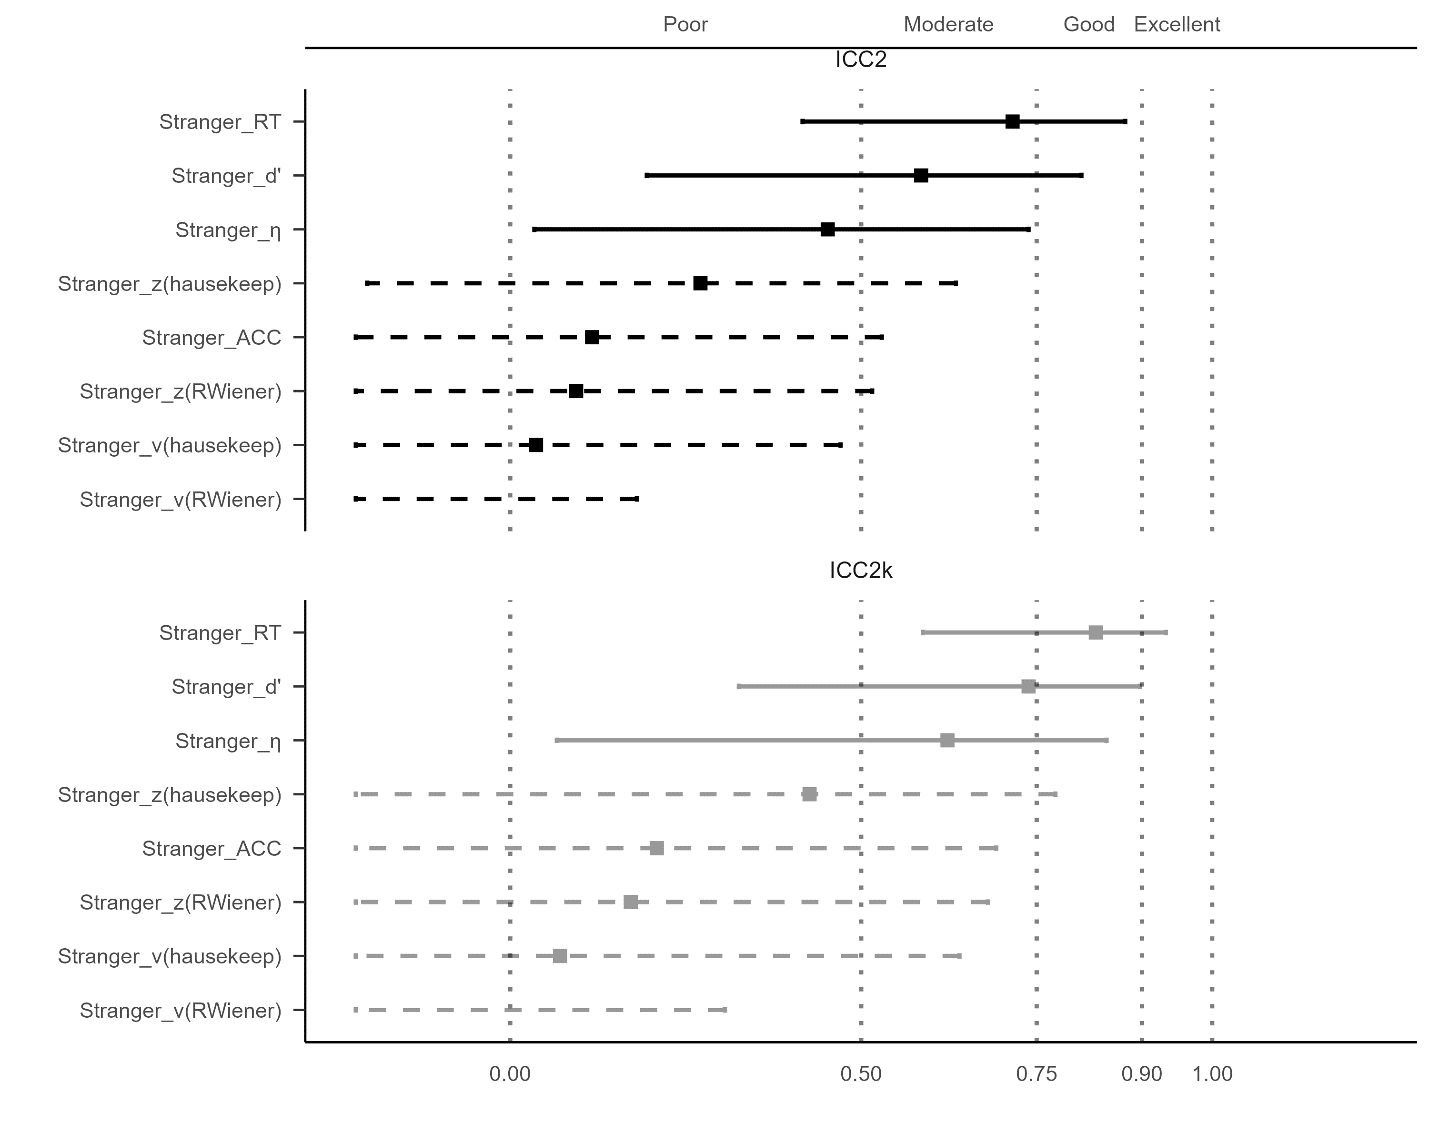 Poor Moderate Good Excellent
ICC2
Stranger_RT
Stranger_d'
Stranger_η
Stranger_z(hausekeep)
Stranger_ACC
Stranger_z(RWiener)
Stranger_v(hausekeep)
Stranger_v(RWiener)
ICC2k
Stranger_RT
Stranger_d'
Stranger_η
Stranger_z(hausekeep)
Stranger_ACC
Stranger_z(RWiener)
Stranger_v(hausekeep)
Stranger_v(RWiener)
0.00 0.50 0.75 0.90 1.00